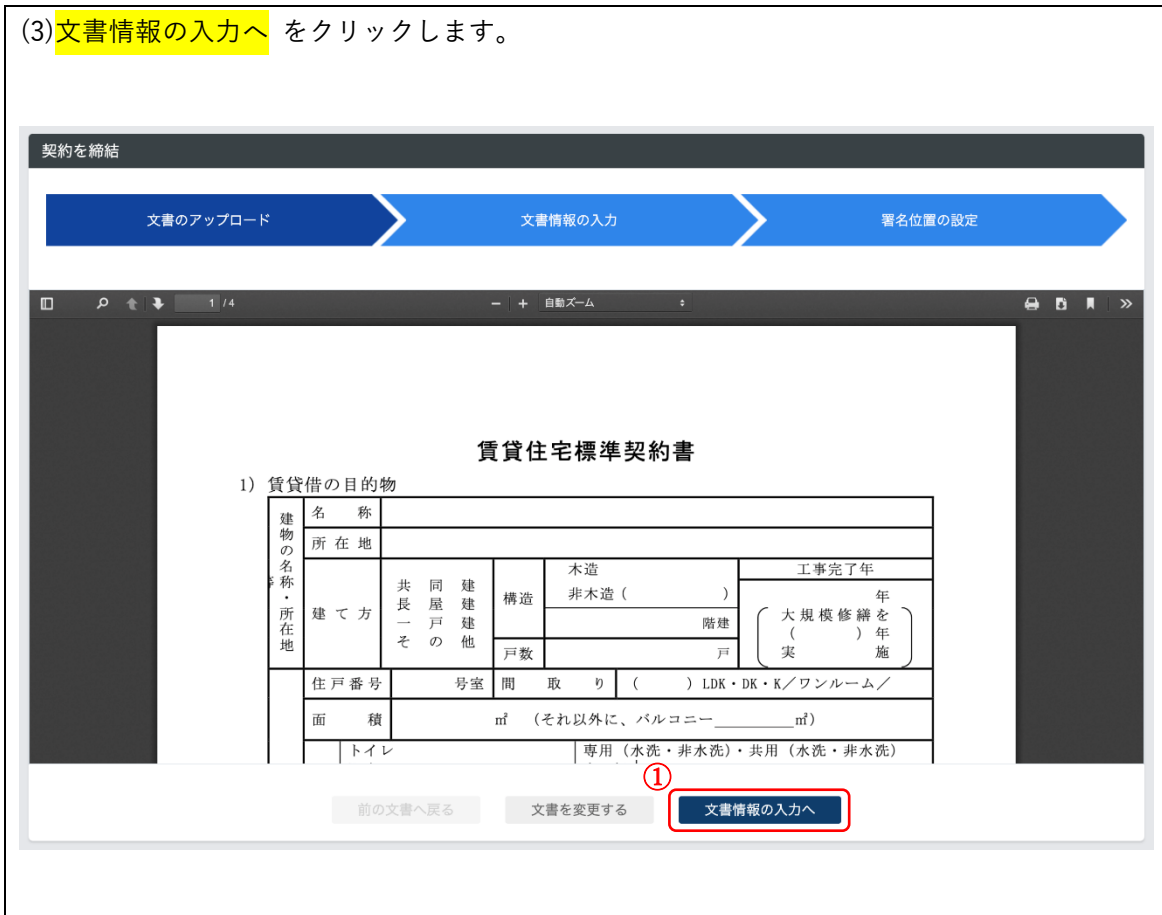 (3)文書情報の入力へ をクリックします。
契約を締結
文書のアップロード 文書情報の入力 署名位置の設定
1 /4 自動ズーム
賃貸住宅標準契約書
1) 賃貸借の目的物
建物の名称・所在地
名 称
所 在 地
建 て 方
共 同 建
長 屋 建
一 戸 建
そ の 他
構造
木造
非木造（ ）
階建
戸数 戸
工事完了年
年
大規模修繕を
（ ）年
実 施
住戸番号 号室 間 取 り （ ）LDK・DK・K／ワンルーム／
面 積 ㎡ （それ以外に、バルコニー__________㎡）
トイレ 専用（水洗・非水洗）・共用（水洗・非水洗）
①
前の文書へ戻る 文書を変更する 文書情報の入力へ